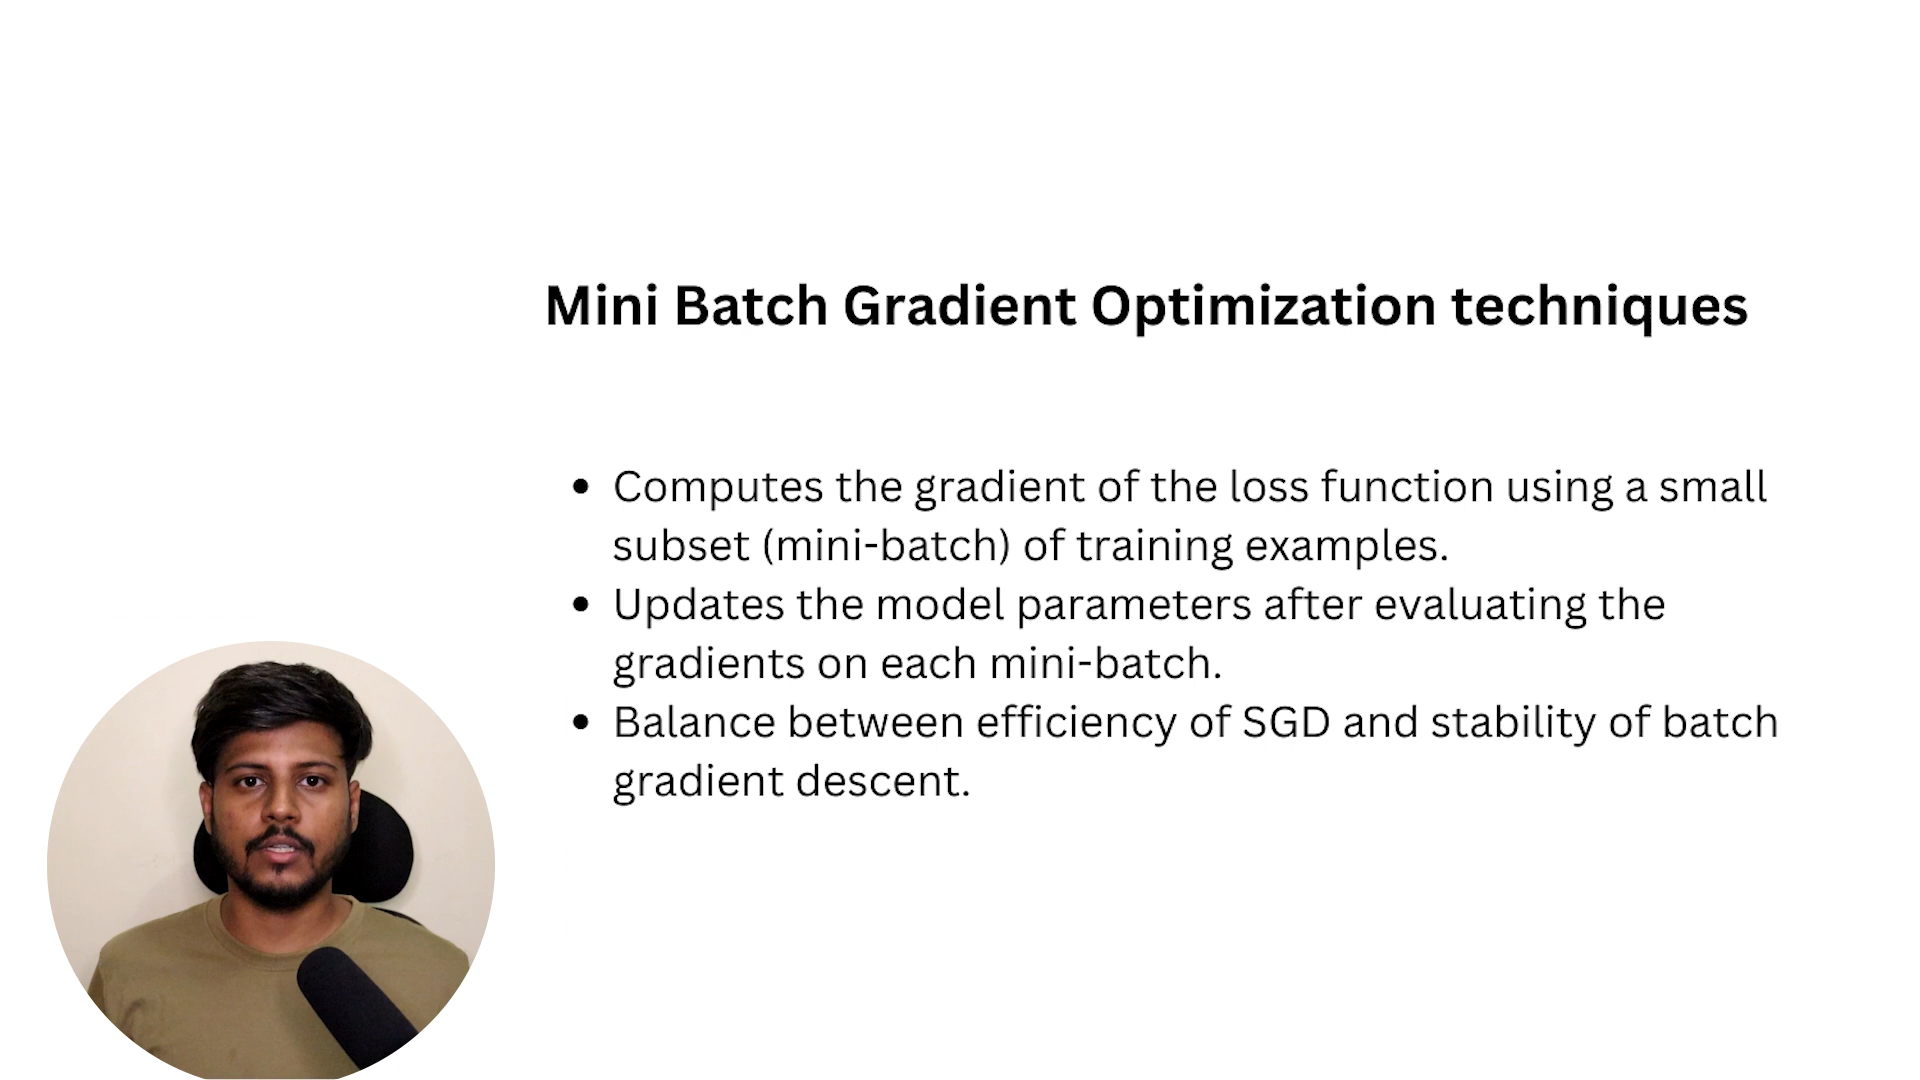 Mini Batch Gradient Optimization techniques
• Computes the gradient of the loss function using a small
subset (mini-batch) of training examples.
• Updates the model parameters after evaluating the
gradients on each mini-batch.
• Balance between efficiency of SGD and stability of batch
gradient descent.